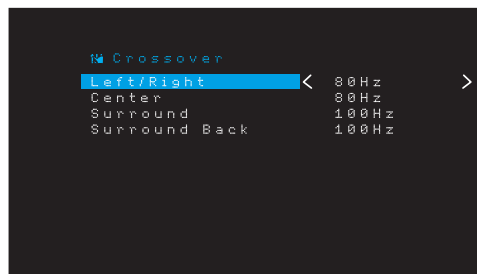 Crossover
Left/Right < 80Hz >
Center 80Hz
Surround 100Hz
Surround Back 100Hz